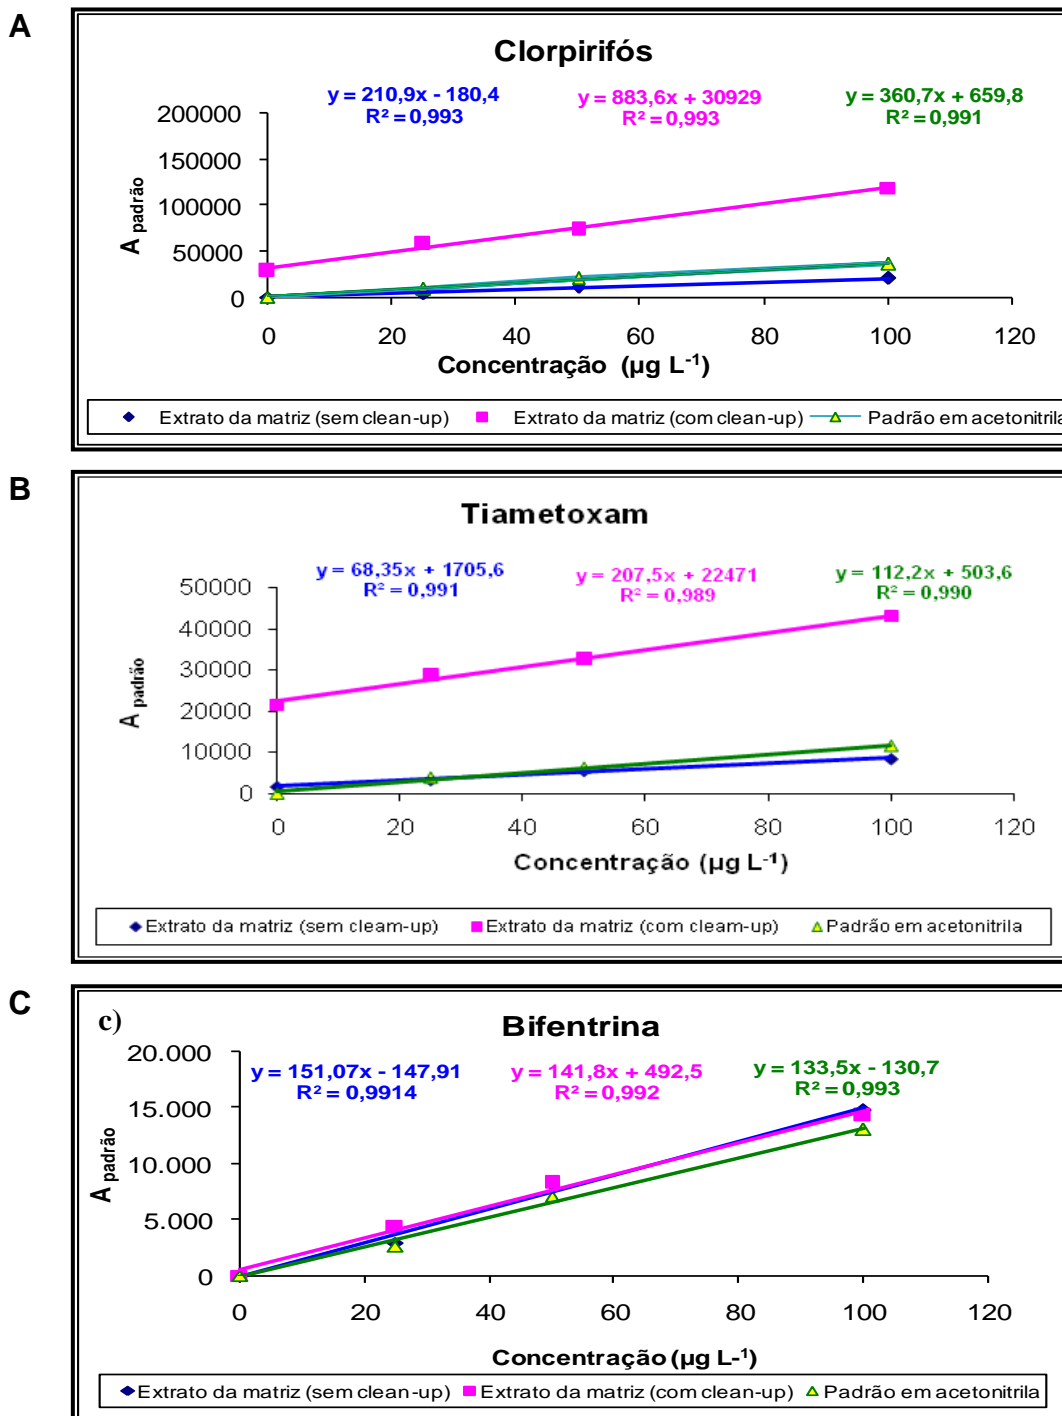 A
Clorpirifós
y = 210,9x - 180,4
R² = 0,993
y = 883,6x + 30929
R² = 0,993
y = 360,7x + 659,8
R² = 0,991
200000
150000
100000
50000
0
A padrão
0 20 40 60 80 100 120
Concentração (µg L-1)
Extrato da matriz (sem clean-up) Extrato da matriz (com clean-up) Padrão em acetonitrila
B
Tiametoxam
y = 68,35x + 1705,6
R² = 0,991
y = 207,5x + 22471
R² = 0,989
y = 112,2x + 503,6
R² = 0,990
50000
40000
30000
20000
10000
0
A padrão
0 20 40 60 80 100 120
Concentração (µg L-1)
Extrato da matriz (sem cleam-up) Extrato da matriz (com cleam-up) Padrão em acetonitrila
C
c)
Bifentrina
y = 151,07x - 147,91
R² = 0,9914
y = 141,8x + 492,5
R² = 0,992
y = 133,5x - 130,7
R² = 0,993
20.000
15.000
10.000
5.000
0
A padrão
0 20 40 60 80 100 120
Concentração (µg L-1)
Extrato da matriz (sem clean-up) Extrato da matriz (com clean-up) Padrão em acetonitrila